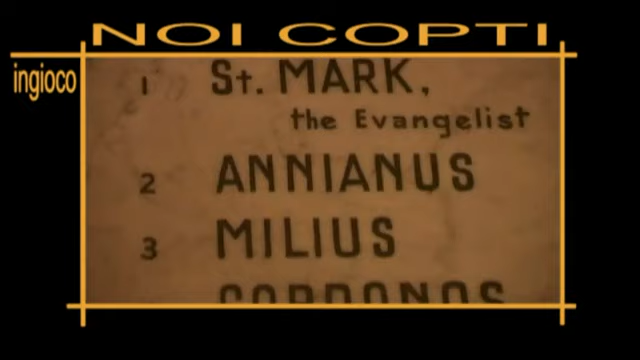 NOI COPTI
ingioco
1 St. MARK,
the Evangelist
2 ANNIANUS
3 MILIUS